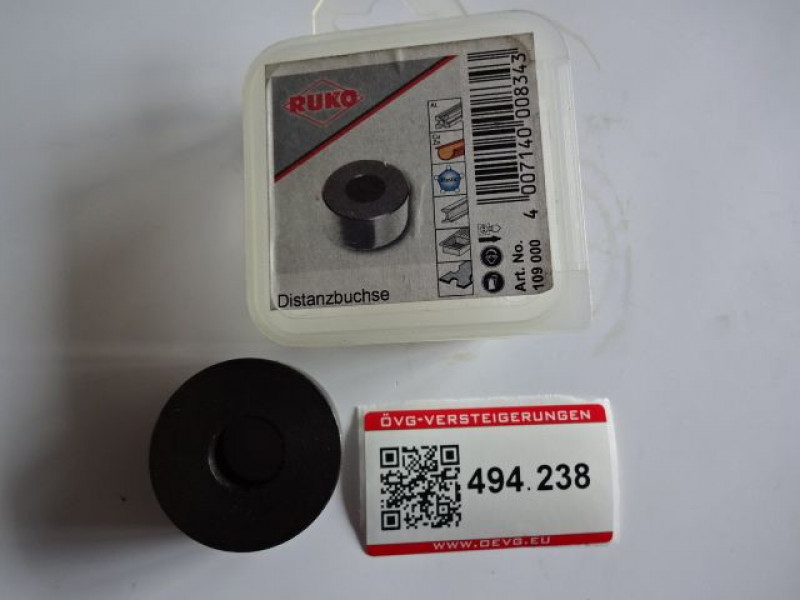 RUKO
Distanzbuchse
4 007140 008343
Art. No.
109 000
ÖVG-VERSTEIGERUNGEN
494.238
WWW.OEVG.EU